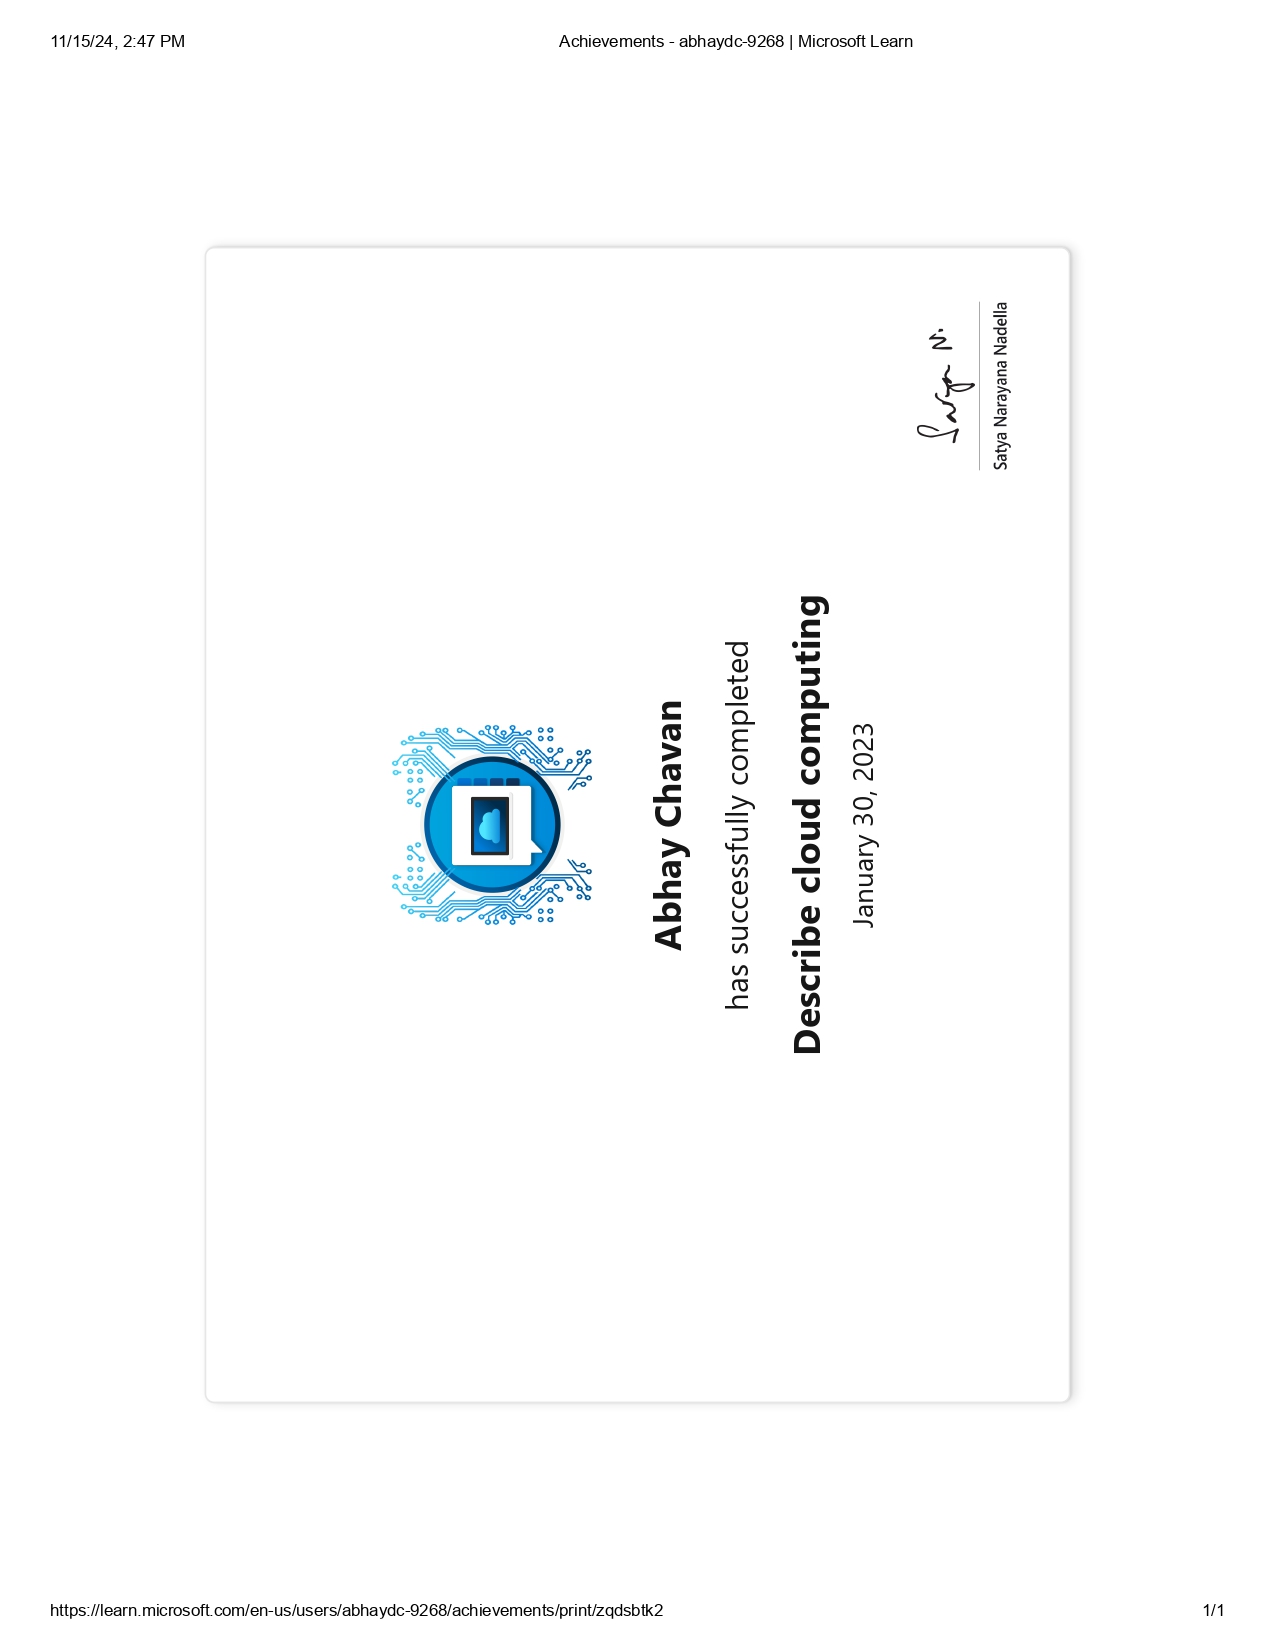 11/15/24, 2:47 PM
Achievements - abhaydc-9268 | Microsoft Learn
Abhay Chavan
has successfully completed
Describe cloud computing
January 30, 2023
Satya N.
Satya Narayana Nadella
https://learn.microsoft.com/en-us/users/abhaydc-9268/achievements/print/zqdsbtk2
1/1